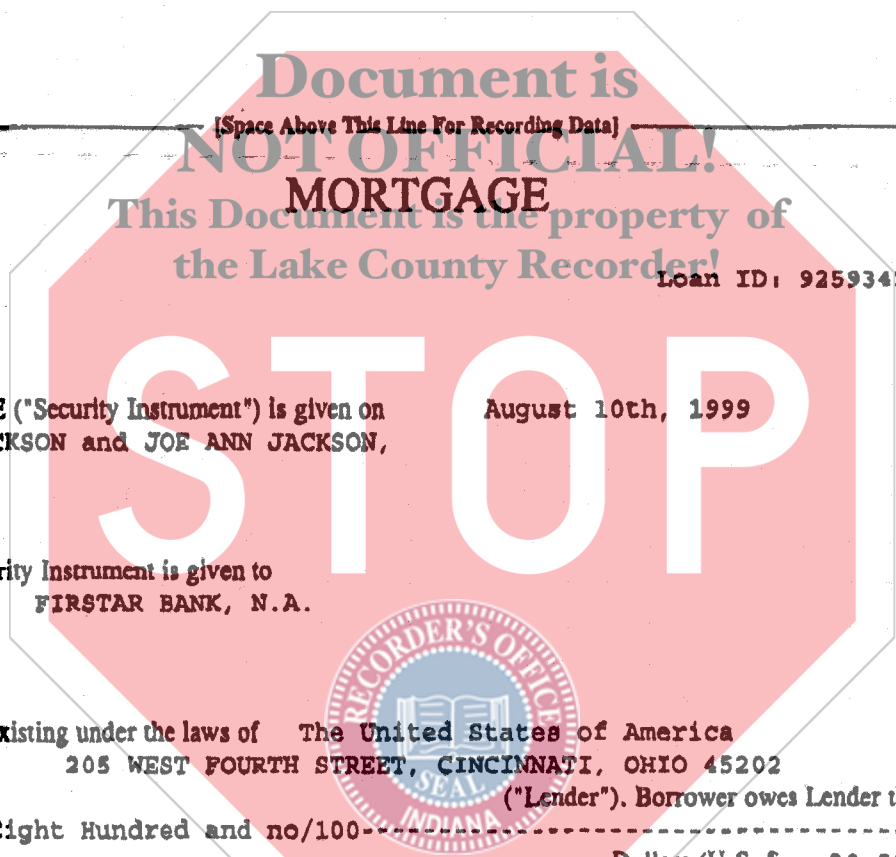 Document is
[Space Above This Line For Recording Data]
NOT OFFICIAL!
MORTGAGE
This Document is the property of
the Lake County Recorder!
Loan ID: 925934
STOP
("Security Instrument") is given on August 10th, 1999
CKSON and JOE ANN JACKSON,
rity Instrument is given to
FIRSTAR BANK, N.A.
RECORDER'S OFFICE
xisting under the laws of The United States of America
205 WEST FOURTH STREET, CINCINNATI, OHIO 45202
SEAL
("Lender"). Borrower owes Lender t
INDIANA
ight Hundred and no/100--------------------------------